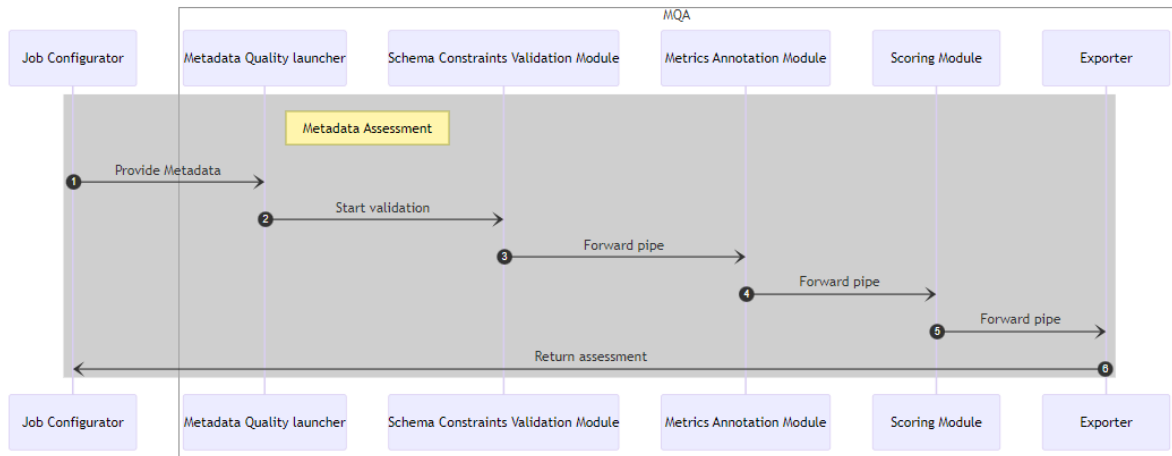 MQA
Job Configurator
Metadata Quality launcher
Schema Constraints Validation Module
Metrics Annotation Module
Scoring Module
Exporter
Metadata Assessment
1
Provide Metadata
2
Start validation
3
Forward pipe
4
Forward pipe
5
Forward pipe
Return assessment
6
Job Configurator
Metadata Quality launcher
Schema Constraints Validation Module
Metrics Annotation Module
Scoring Module
Exporter